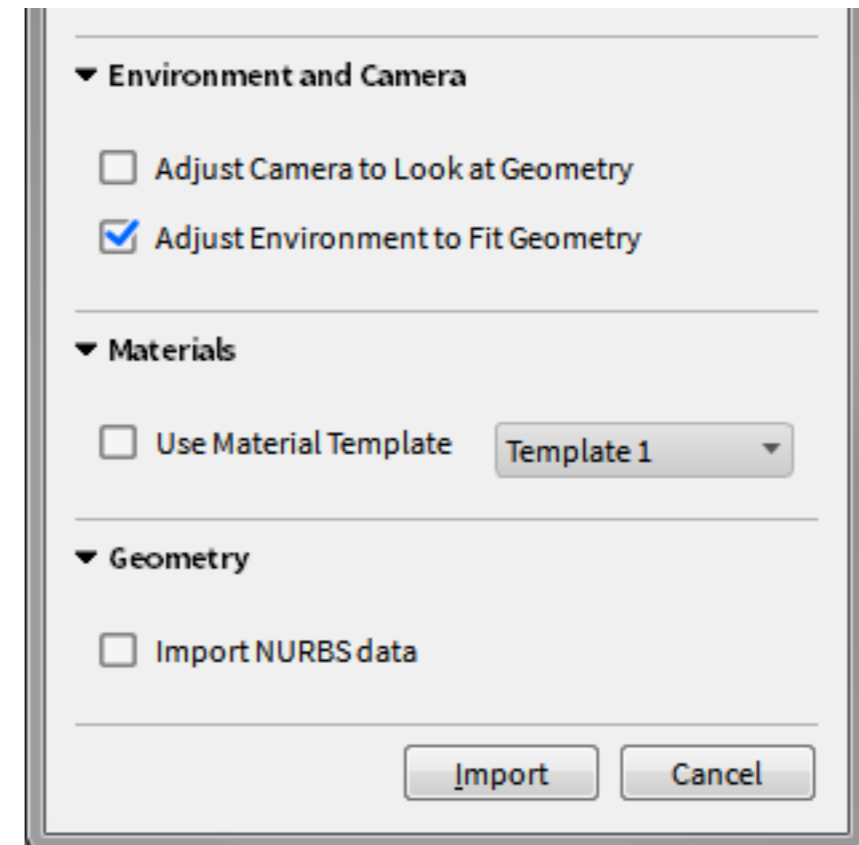 Environment and Camera
Adjust Camera to Look at Geometry
Adjust Environment to Fit Geometry
Materials
Use Material Template Template 1
Geometry
Import NURBS data
Import Cancel